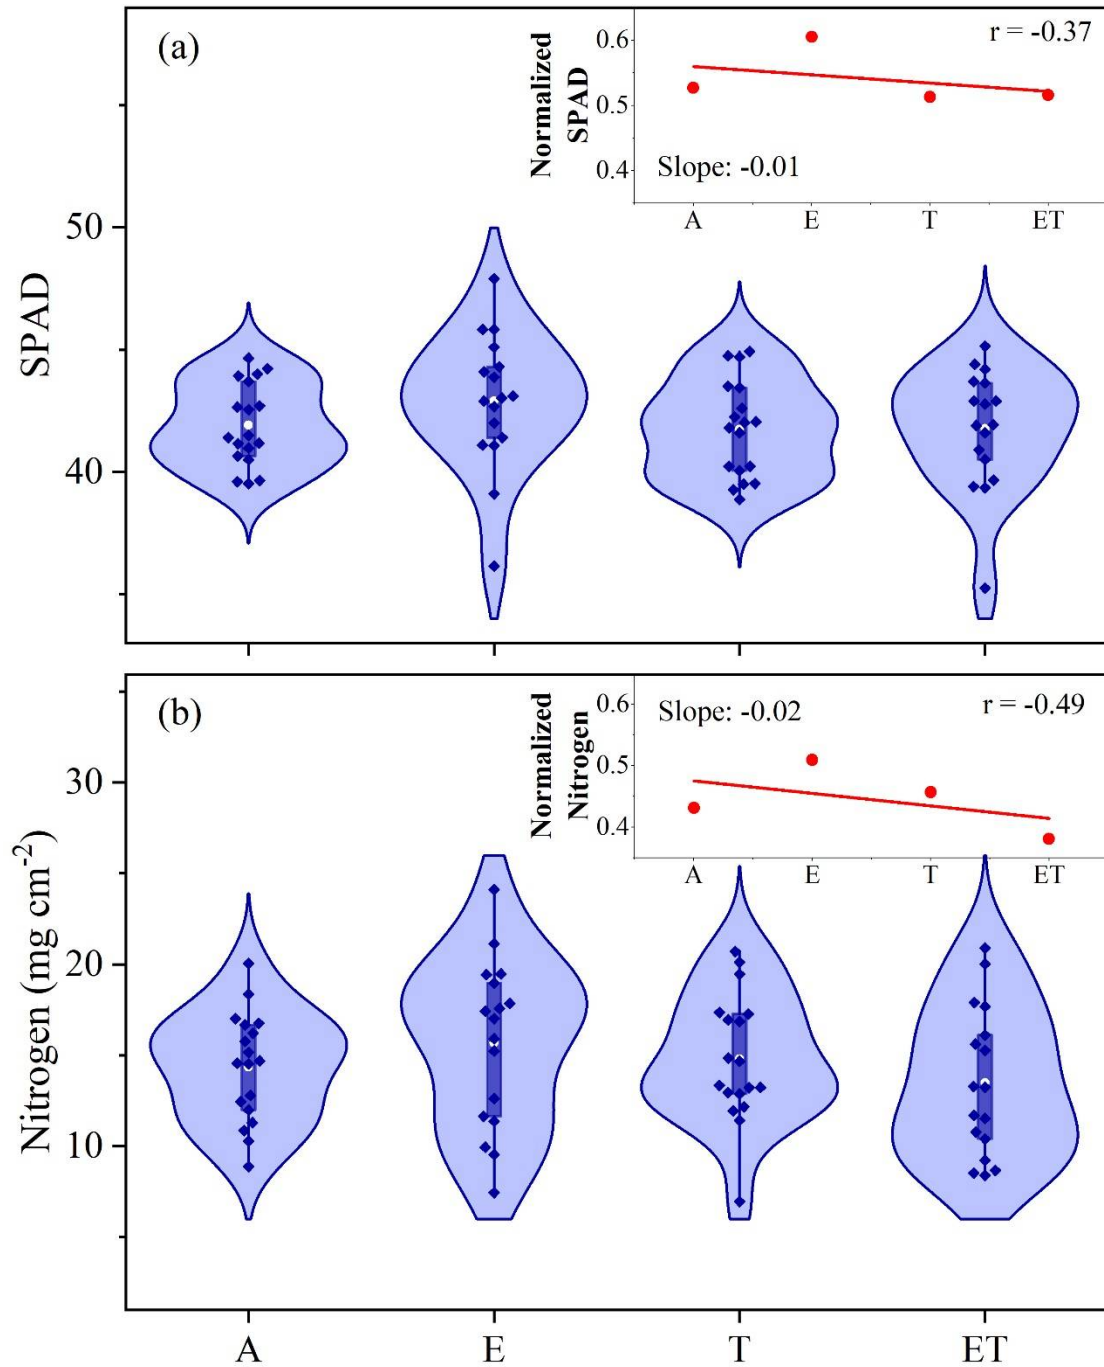 (a)
r = -0.37
Normalized
SPAD
0.6
0.5
0.4
Slope: -0.01
A E T ET
SPAD
50
40
(b)
Slope: -0.02
r = -0.49
Normalized
Nitrogen
0.6
0.5
0.4
A E T ET
Nitrogen (mg cm⁻²)
30
20
10
A E T ET